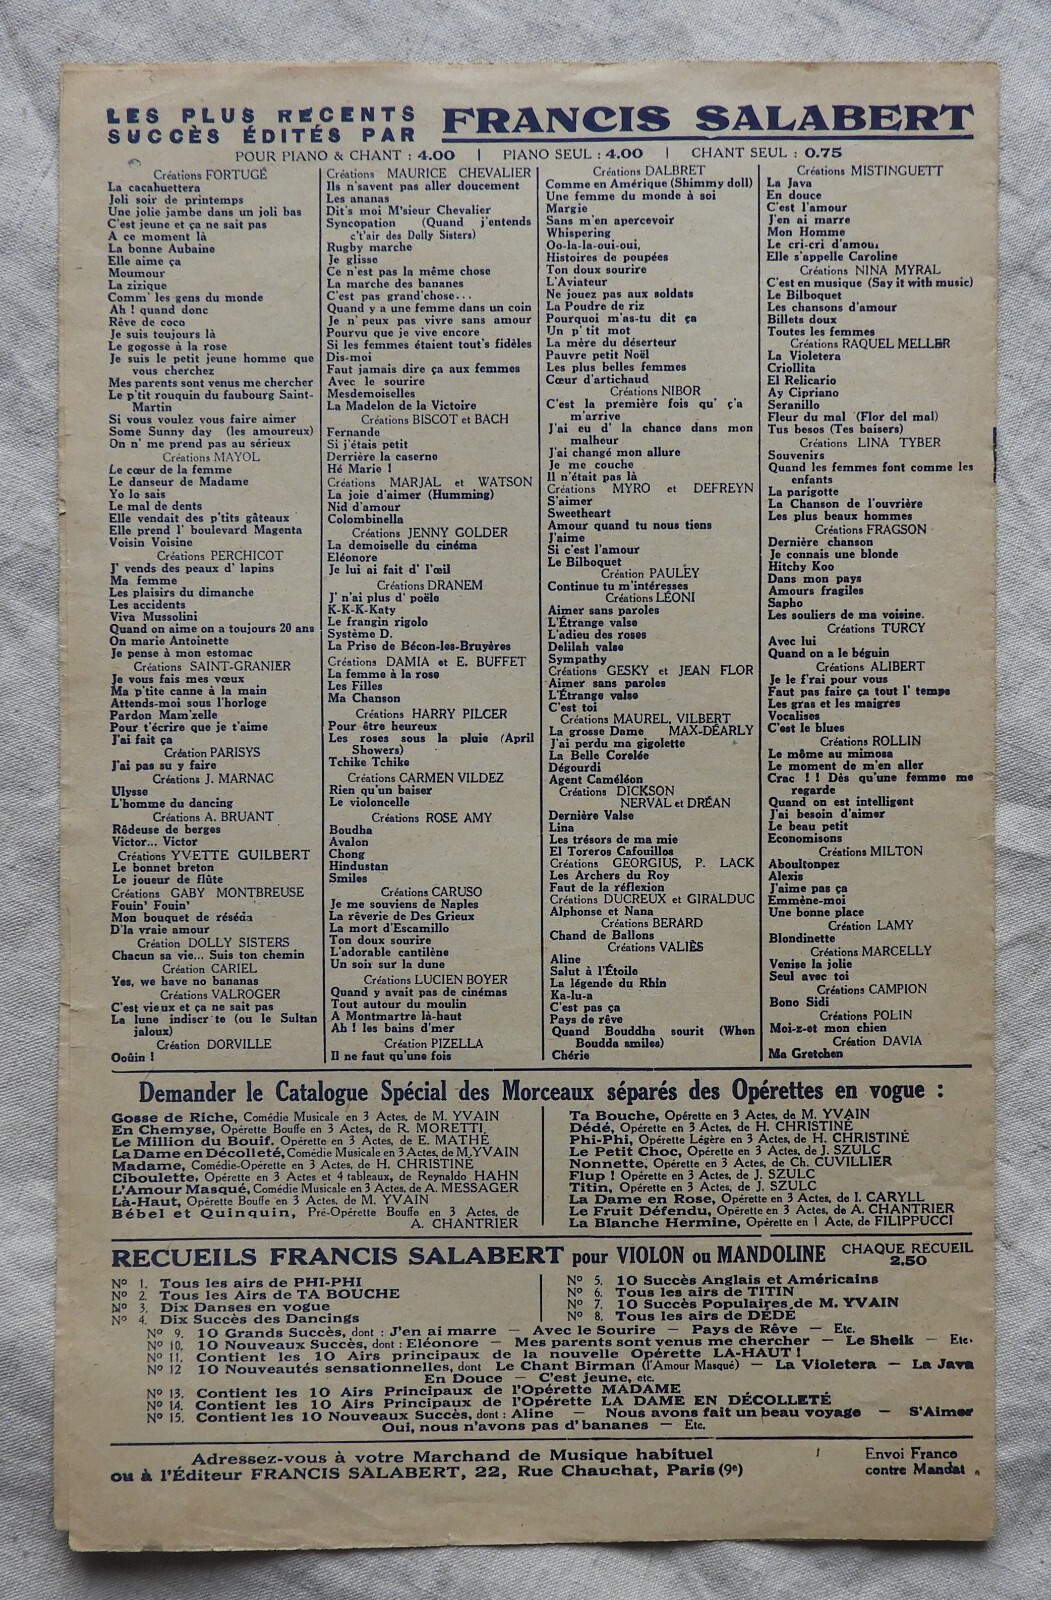 LES PLUS RÉCENTS
SUCCÈS ÉDITÉS PAR
FRANCIS SALABERT
POUR PIANO & CHANT : 4.00 | PIANO SEUL : 4.00 | CHANT SEUL : 0.75
Créations FORTUGÉ
La cacahuettera
Joli soir de printemps
Une jolie jambe dans un joli bas
C'est jeune et ça ne sait pas
A ce moment là
La bonne Aubaine
Elle aime ça
Moumour
La zizique
Comm' les gens du monde
Ah ! quand donc
Rêve de coco
Je suis toujours là
Le gogosse à la rose
Je suis le petit jeune homme que
vous cherchez
Mes parents sont venus me chercher
Le p'tit rouquin du faubourg Saint-
Martin
Si vous voulez vous faire aimer
Some Sunny day (les amoureux)
On n' me prend pas au sérieux
Créations MAYOL
Le cœur de la femme
Le danseur de Madame
Yo lo sais
Le mal de dents
Elle vendait des p'tits gâteaux
Elle prend l' boulevard Magenta
Voisin Voisine
Créations PERCHICOT
J' vends des peaux d' lapins
Ma femme
Les plaisirs du dimanche
Les accidents
Viva Mussolini
Quand on aime on a toujours 20 ans
On marie Antoinette
Je pense à mon estomac
Créations SAINT-GRANIER
Je vous fais mes vœux
Ma p'tite canne à la main
Attends-moi sous l'horloge
Pardon Mam'zelle
Pour t'écrire que je t'aime
J'ai fait ça
Création PARISYS
J'ai pas su y faire
Créations J. MARNAC
Ulysse
L'homme du dancing
Créations A. BRUANT
Rôdeuse de berges
Victor... Victor
Créations YVETTE GUILBERT
Le bonnet breton
Le joueur de flûte
Créations GABY MONTBREUSE
Fouin' Fouin'
Mon bouquet de réséda
D'la vraie amour
Création DOLLY SISTERS
Chacun sa vie... Suis ton chemin
Création CARIEL
Yes, we have no bananas
Créations VALROGER
C'est vieux et ça ne sait pas
La lune indiscr te (ou le Sultan
jaloux)
Création DORVILLE
Ooûin !
Créations MAURICE CHEVALIER
Ils n'savent pas aller doucement
Les ananas
Dit's moi M'sieur Chevalier
Syncopation (Quand j'entends
c't'air des Dolly Sisters)
Rugby marche
Je glisse
Ce n'est pas la même chose
La marche des bananes
C'est pas grand'chose...
Quand y a une femme dans un coin
Je n' peux pas vivre sans amour
Pourvu que je vive encore
Si les femmes étaient tout's fidèles
Dis-moi
Faut jamais dire ça aux femmes
Avec le sourire
Mesdemoiselles
La Madelon de la Victoire
Créations BISCOT et BACH
Fernande
Si j'étais petit
Derrière la caserne
Hé Marie !
Créations MARJAL et WATSON
La joie d'aimer (Humming)
Nid d'amour
Colombinella
Créations JENNY GOLDER
La demoiselle du cinéma
Eléonore
Je lui ai fait d' l'œil
Créations DRANEM
J' n'ai plus d' poële
K-K-K-Katy
Le frangin rigolo
Système D.
La Prise de Bécon-les-Bruyères
Créations DAMIA et E. BUFFET
La femme à la rose
Les Filles
Ma Chanson
Créations HARRY PILCER
Pour être heureux
Les roses sous la pluie (April
Showers)
Tchike Tchike
Créations CARMEN VILDEZ
Rien qu'un baiser
Le violoncelle
Créations ROSE AMY
Boudha
Avalon
Chong
Hindustan
Smiles
Créations CARUSO
Je me souviens de Naples
La rêverie de Des Grieux
La mort d'Escamillo
Ton doux sourire
L'adorable cantilène
Un soir sur la dune
Créations LUCIEN BOYER
Quand y avait pas de cinémas
Tout autour du moulin
A Montmartre là-haut
Ah ! les bains d'mer
Création PIZELLA
Il ne faut qu'une fois
Créations DALBRET
Comme en Amérique (Shimmy doll)
Une femme du monde à soi
Margie
Sans m'en apercevoir
Whispering
Oo-la-la-oui-oui,
Histoires de poupées
Ton doux sourire
L'Aviateur
Ne jouez pas aux soldats
La Poudre de riz
Pourquoi m'as-tu dit ça
Un p' tit mot
La mère du déserteur
Pauvre petit Noël
Les plus belles femmes
Cœur d'artichaud
Créations NIBOR
C'est la première fois qu' ç'a
m'arrive
J'ai eu d' la chance dans mon
malheur
J'ai changé mon allure
Je me couche
Il n'était pas là
Créations MYRO et DEFREYN
S'aimer
Sweetheart
Amour quand tu nous tiens
J'aime
Si c'est l'amour
Le Bilboquet
Création PAULEY
Continue tu m'intéresses
Créations LÉONI
Aimer sans paroles
L'Étrange valse
L'adieu des roses
Delilah valse
Sympathy
Créations GESKY et JEAN FLOR
Aimer sans paroles
L'Étrange valse
C'est toi
Créations MAUREL, VILBERT
La grosse Dame MAX-DÉARLY
J'ai perdu ma gigolette
La Belle Corolée
Dégourdi
Agent Caméléon
Créations DICKSON
NERVAL et DRÉAN
Dernière Valse
Lina
Les trésors de ma mie
El Toreros Cafouillos
Créations GEORGIUS, P. LACK
Les Archers du Roy
Faut de la réflexion
Créations DUCREUX et GIRALDUC
Alphonse et Nana
Créations BERARD
Chand de Ballons
Créations VALIÈS
Aline
Salut à l'Étoile
La légende du Rhin
Ka-lu-a
C'est pas ça
Pays de rêve
Quand Bouddha sourit (When
Boudda smiles)
Chérie
Créations MISTINGUETT
La Java
En douce
C'est l'amour
J'en ai marre
Mon Homme
Le cri-cri d'amour
Elle s'appelle Caroline
Créations NINA MYRAL
C'est en musique (Say it with music)
Le Bilboquet
Les chansons d'amour
Billets doux
Toutes les femmes
Créations RAQUEL MELLER
La Violetera
Criollita
El Relicario
Ay Cipriano
Seranillo
Fleur du mal (Flor del mal)
Tus besos (Tes baisers)
Créations LINA TYBER
Souvenirs
Quand les femmes font comme les
enfants
La parigotte
La Chanson de l'ouvrière
Les plus beaux hommes
Créations FRAGSON
Dernière chanson
Je connais une blonde
Hitchy Koo
Dans mon pays
Amours fragiles
Sapho
Les souliers de ma voisine.
Créations TURCY
Avec lui
Quand on a le béguin
Créations ALIBERT
Je le f'rai pour vous
Faut pas faire ça tout l' temps
Les gras et les maigres
Vocalises
C'est le blues
Créations ROLLIN
Le môme au mimosa
Le moment de m'en aller
Crac !! Dès qu'une femme me
regarde
Quand on est intelligent
J'ai besoin d'aimer
Le beau petit
Economisons
Créations MILTON
Aboultonpez
Alexis
J'aime pas ça
Emmène-moi
Une bonne place
Création LAMY
Blondinette
Créations MARCELLY
Venise la jolie
Seul avec toi
Créations CAMPION
Bono Sidi
Créations POLIN
Moi-z-et mon chien
Création DAVIA
Ma Gretchen
Demander le Catalogue Spécial des Morceaux séparés des Opérettes en vogue :
Gosse de Riche, Comédie Musicale en 3 Actes, de M. YVAIN
En Chemyse, Opérette Bouffe en 3 Actes, de R. MORETTI
Le Million du Bouif. Opérette en 3 Actes, de E. MATHÉ
La Dame en Décolleté, Comédie Musicale en 3 Actes, de M. YVAIN
Madame, Comédie-Opérette en 3 Actes, de H. CHRISTINÉ
Ciboulette, Opérette en 3 Actes et 4 tableaux, de Reynaldo HAHN
L'Amour Masqué, Comédie Musicale en 3 Actes, de A. MESSAGER
Là-Haut, Opérette Bouffe en 3 Actes, de M. YVAIN
Bébel et Quinquin, Pré-Opérette Bouffe en 3 Actes, de
A. CHANTRIER
Ta Bouche, Opérette en 3 Actes, de M. YVAIN
Dédé, Opérette en 3 Actes, de H. CHRISTINÉ
Phi-Phi, Opérette Légère en 3 Actes, de H. CHRISTINÉ
Le Petit Choc, Opérette en 3 Actes, de J. SZULC
Nonnette, Opérette en 3 Actes, de Ch. CUVILLIER
Flup ! Opérette en 3 Actes, de J. SZULC
Titin, Opérette en 3 Actes, de J. SZULC
La Dame en Rose, Opérette en 3 Actes, de I. CARYLL
Le Fruit Défendu, Opérette en 3 Actes, de A. CHANTRIER
La Blanche Hermine, Opérette en 1 Acte, de FILIPPUCCI
RECUEILS FRANCIS SALABERT pour VIOLON ou MANDOLINE CHAQUE RECUEIL
2.50
Nº 1. Tous les airs de PHI-PHI
Nº 2. Tous les Airs de TA BOUCHE
Nº 3. Dix Danses en vogue
Nº 4. Dix Succès des Dancings
Nº 5. 10 Succès Anglais et Américains
Nº 6. Tous les airs de TITIN
Nº 7. 10 Succès Populaires de M. YVAIN
Nº 8. Tous les airs de DÉDÉ
Nº 9. 10 Grands Succès, dont : J'en ai marre — Avec le Sourire — Pays de Rêve — Etc.
Nº 10. 10 Nouveaux Succès, dont : Eléonore — Mes parents sont venus me chercher — Le Sheik — Etc.
Nº 11. Contient les 10 Airs principaux de la nouvelle Opérette LA-HAUT !
Nº 12 10 Nouveautés sensationnelles, dont Le Chant Birman (l'Amour Masqué) — La Violetera — La Java
En Douce — C'est jeune, etc.
Nº 13. Contient les 10 Airs Principaux de l'Opérette MADAME
Nº 14. Contient les 10 Airs Principaux de l'Opérette LA DAME EN DÉCOLLETÉ
Nº 15. Contient les 10 Nouveaux Succès, dont : Aline — Nous avons fait un beau voyage — S'Aimer
Oui, nous n'avons pas d'bananes — Etc.
Adressez-vous à votre Marchand de Musique habituel
ou à l'Éditeur FRANCIS SALABERT, 22, Rue Chauchat, Paris (9e)
Envoi Franco
contre Mandat.